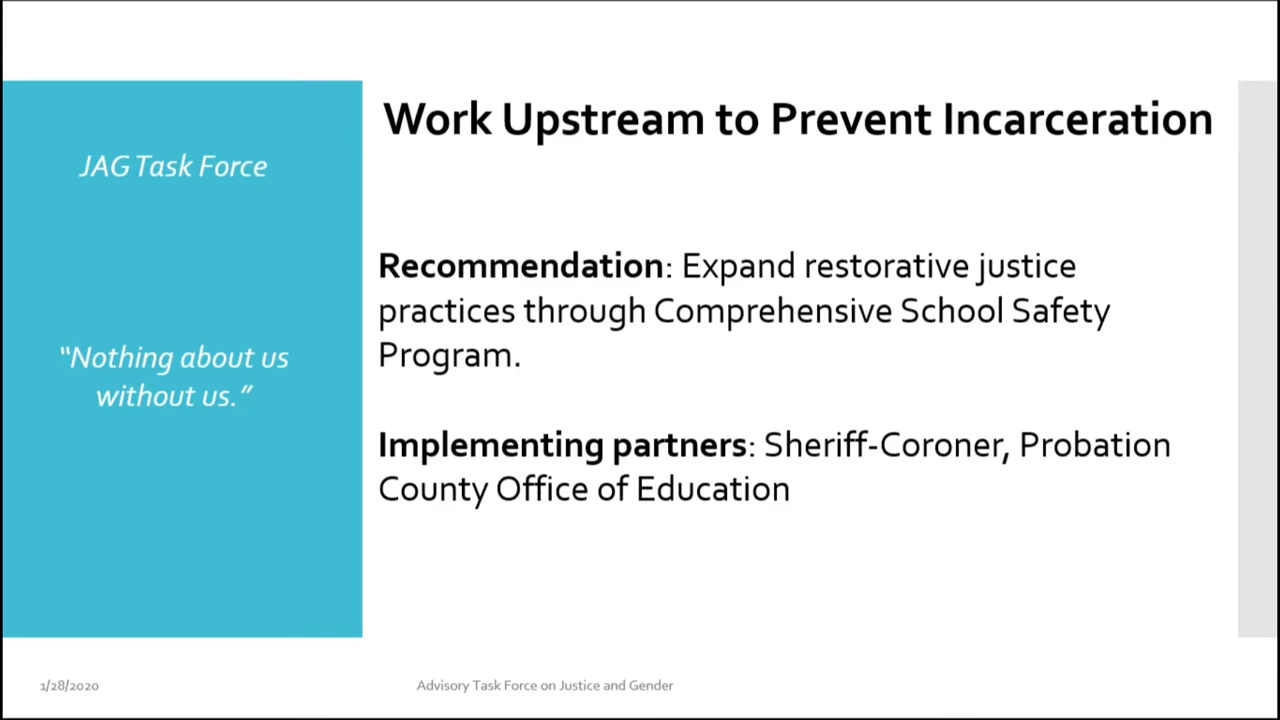 JAG Task Force
"Nothing about us
without us."
Work Upstream to Prevent Incarceration
Recommendation: Expand restorative justice
practices through Comprehensive School Safety
Program.
Implementing partners: Sheriff-Coroner, Probation
County Office of Education
1/28/2020
Advisory Task Force on Justice and Gender